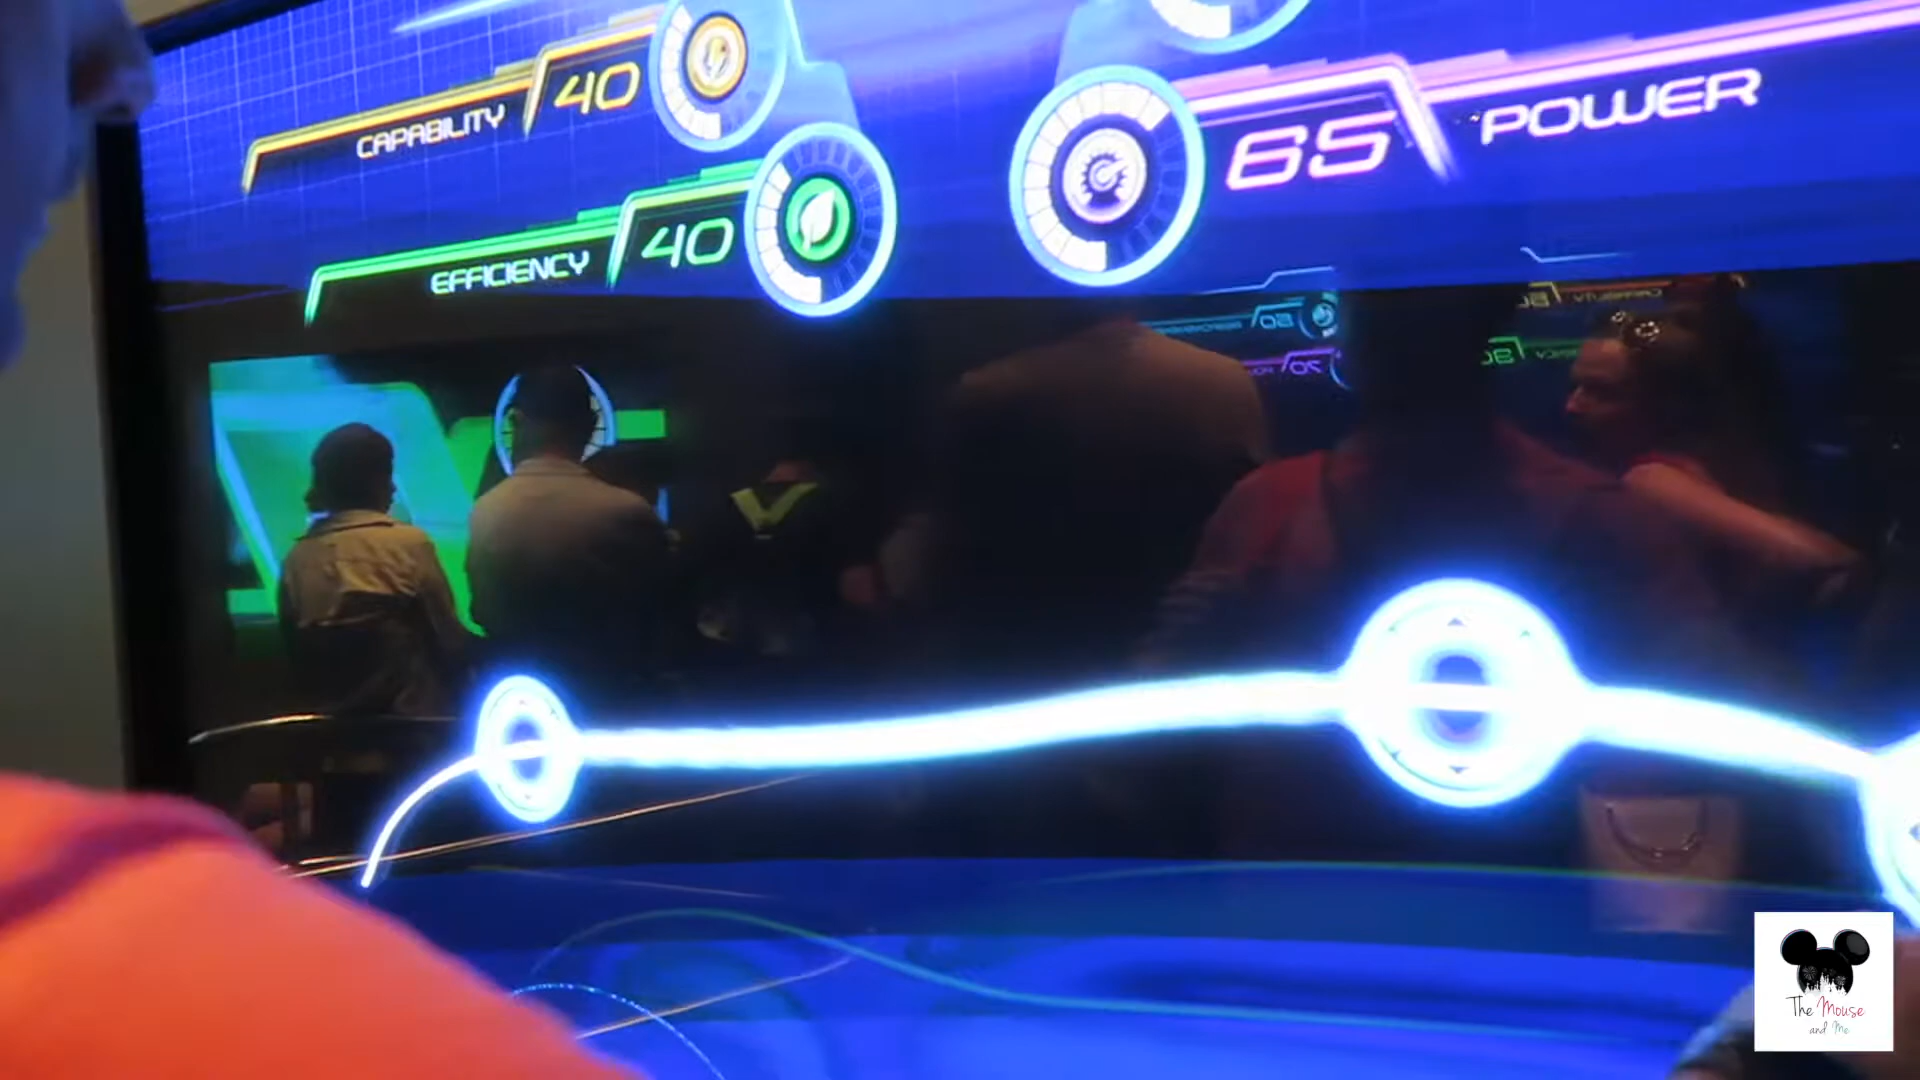 CAPABILITY 40
EFFICIENCY 40
65 POWER
The Mouse
and Me